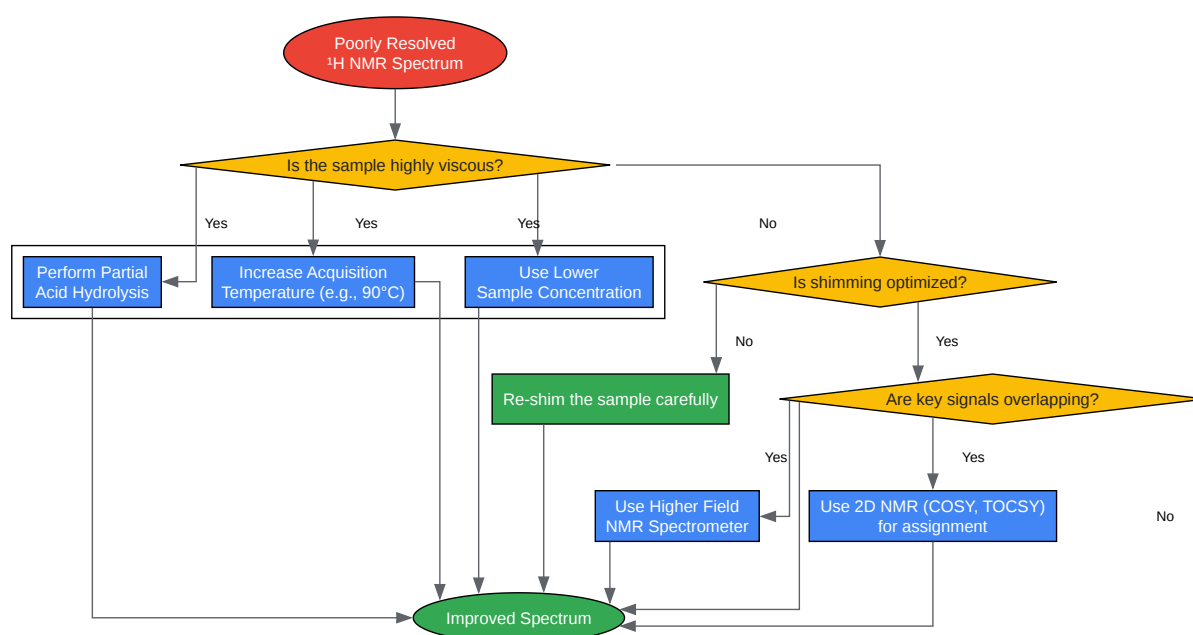 Poorly Resolved
¹H NMR Spectrum
Is the sample highly viscous?
Yes
Yes
Yes
No
Perform Partial
Acid Hydrolysis
Increase Acquisition
Temperature (e.g., 90°C)
Use Lower
Sample Concentration
Is shimming optimized?
No
Yes
Re-shim the sample carefully
Are key signals overlapping?
Yes
Yes
No
Use Higher Field
NMR Spectrometer
Use 2D NMR (COSY, TOCSY)
for assignment
Improved Spectrum